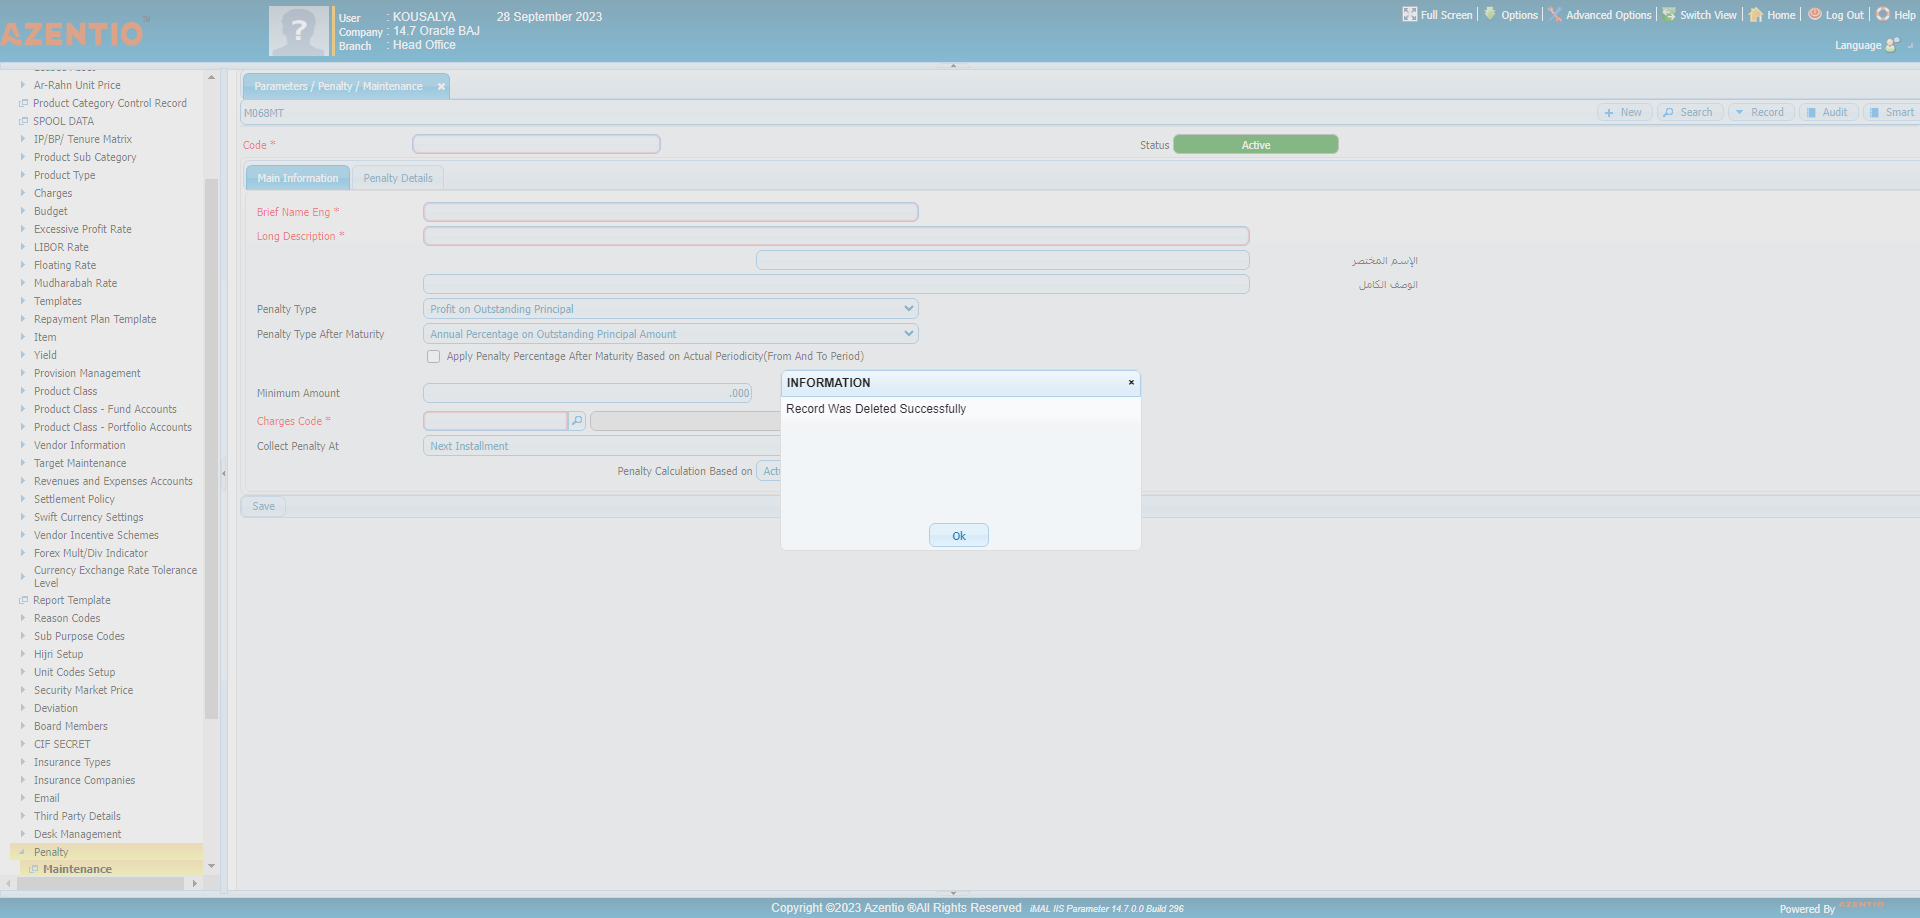 AZENTIO™
User : KOUSALYA 28 September 2023
Company : 14.7 Oracle BAJ
Branch : Head Office
Full Screen Options Advanced Options Switch View Home Log Out Help
Language
Ar-Rahn Unit Price
Product Category Control Record
SPOOL DATA
IP/BP/ Tenure Matrix
Product Sub Category
Product Type
Charges
Budget
Excessive Profit Rate
LIBOR Rate
Floating Rate
Mudharabah Rate
Templates
Repayment Plan Template
Item
Yield
Provision Management
Product Class
Product Class - Fund Accounts
Product Class - Portfolio Accounts
Vendor Information
Target Maintenance
Revenues and Expenses Accounts
Settlement Policy
Swift Currency Settings
Vendor Incentive Schemes
Forex Mult/Div Indicator
Currency Exchange Rate Tolerance
Level
Report Template
Reason Codes
Sub Purpose Codes
Hijri Setup
Unit Codes Setup
Security Market Price
Deviation
Board Members
CIF SECRET
Insurance Types
Insurance Companies
Email
Third Party Details
Desk Management
Penalty
Maintenance
Parameters / Penalty / Maintenance
M068MT
New Search Record Audit Smart
Code *
Status Active
Main Information Penalty Details
Brief Name Eng *
Long Description *
الإسم المختصر
الوصف الكامل
Penalty Type Profit on Outstanding Principal
Penalty Type After Maturity Annual Percentage on Outstanding Principal Amount
Apply Penalty Percentage After Maturity Based on Actual Periodicity(From And To Period)
Minimum Amount .000
Charges Code *
Collect Penalty At Next Installment
Penalty Calculation Based on
Save
INFORMATION
Record Was Deleted Successfully
Ok
Copyright ©2023 Azentio ®All Rights Reserved iMAL IIS Parameter 14.7.0.0 Build 296
Powered By AZENTIO